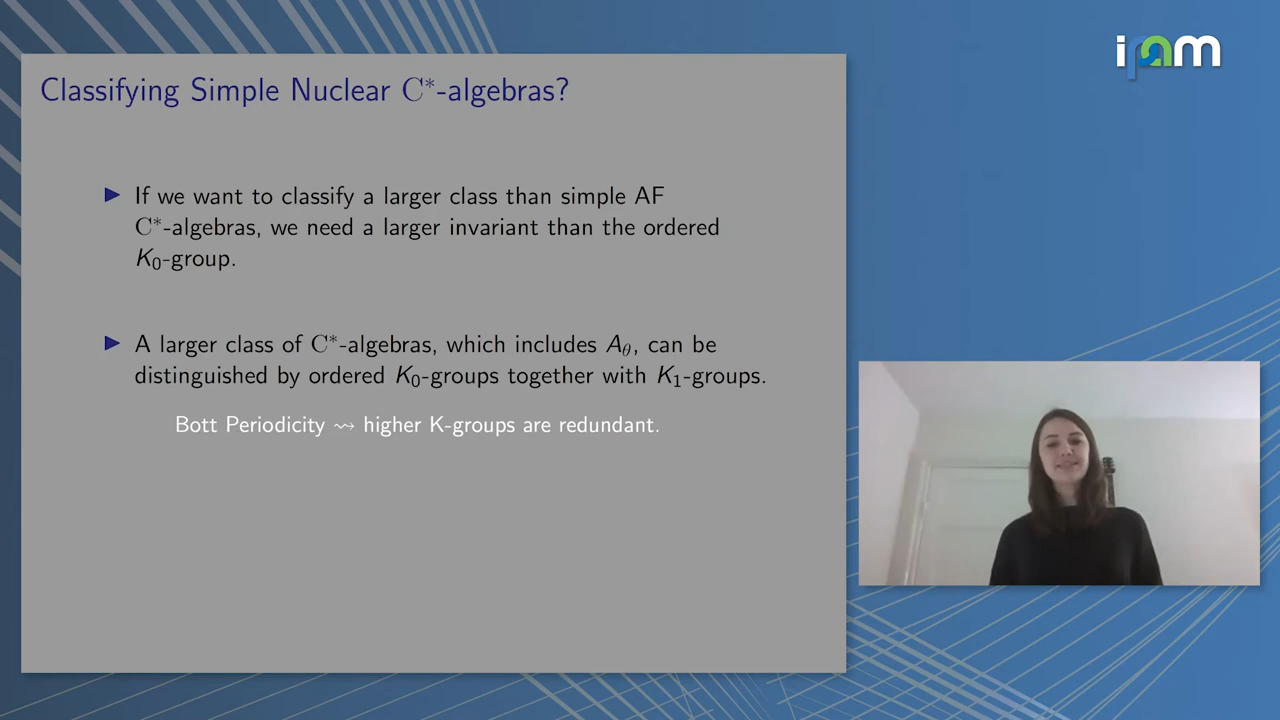 ipam
Classifying Simple Nuclear C*-algebras?
▶ If we want to classify a larger class than simple AF
C*-algebras, we need a larger invariant than the ordered
K₀-group.
▶ A larger class of C*-algebras, which includes A_θ, can be
distinguished by ordered K₀-groups together with K₁-groups.
Bott Periodicity ⇝ higher K-groups are redundant.